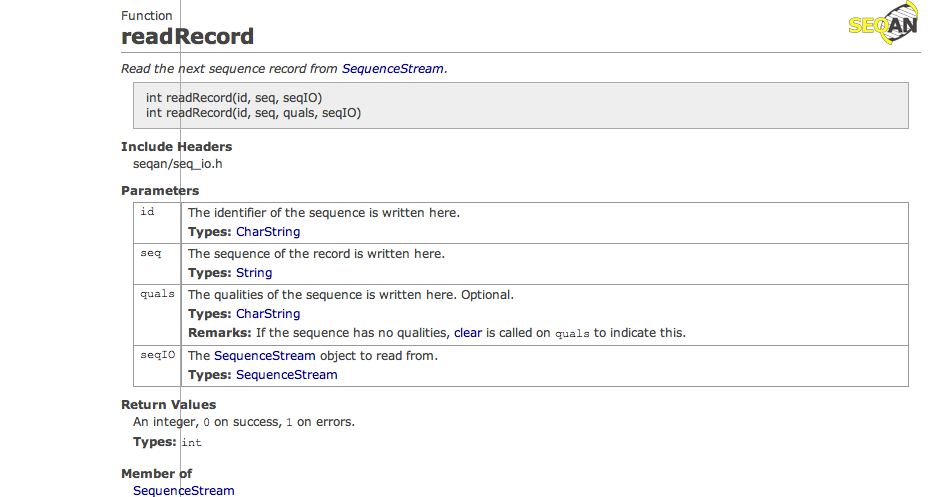 Function
SEQAN
readRecord
Read the next sequence record from SequenceStream.
int readRecord(id, seq, seqIO)
int readRecord(id, seq, quals, seqIO)
Include Headers
seqan/seq_io.h
Parameters
id The identifier of the sequence is written here.
Types: CharString
seq The sequence of the record is written here.
Types: String
quals The qualities of the sequence is written here. Optional.
Types: CharString
Remarks: If the sequence has no qualities, clear is called on quals to indicate this.
seqIO The SequenceStream object to read from.
Types: SequenceStream
Return Values
An integer, 0 on success, 1 on errors.
Types: int
Member of
SequenceStream